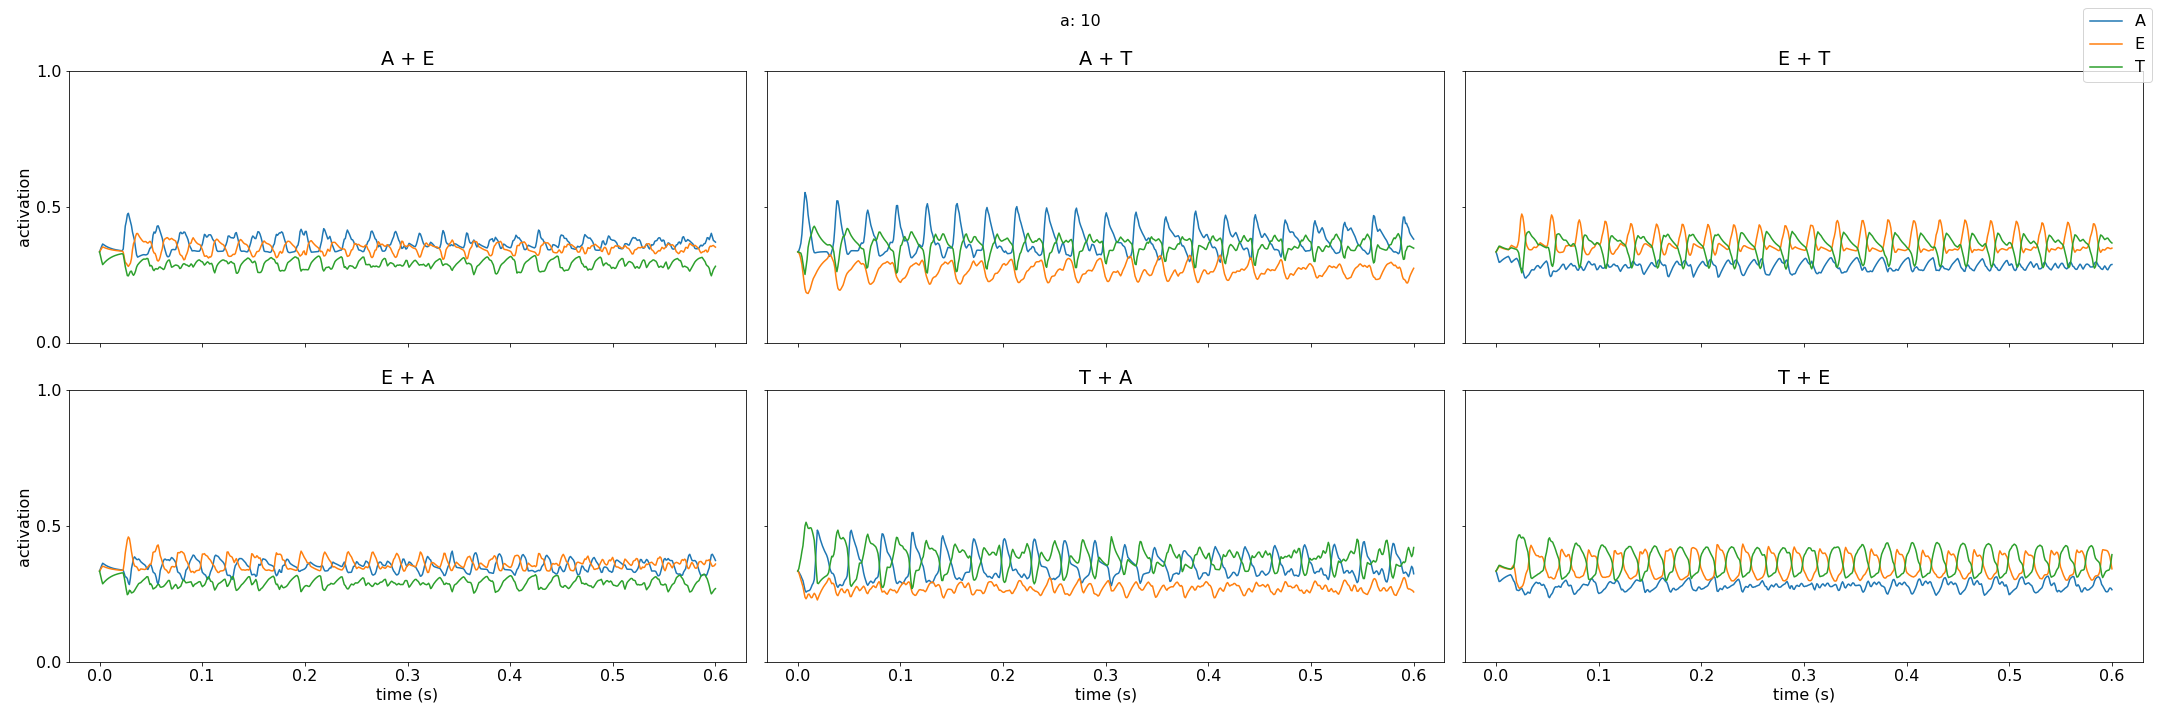 a: 10
A
E
T
A + E
A + T
E + T
1.0
0.5
0.0
activation
E + A
T + A
T + E
1.0
0.5
0.0
activation
0.0 0.1 0.2 0.3 0.4 0.5 0.6
0.0 0.1 0.2 0.3 0.4 0.5 0.6
0.0 0.1 0.2 0.3 0.4 0.5 0.6
time (s)
time (s)
time (s)